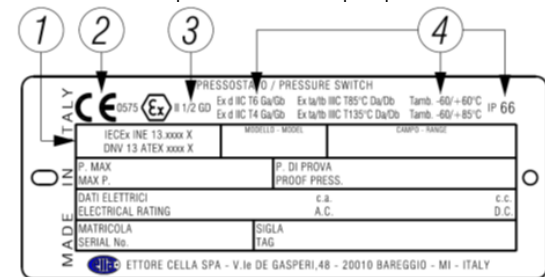 1 2 3 4
PRESSOSTATO / PRESSURE SWITCH
CE 0575 Ex II 1/2 GD Ex d IIC T6 Ga/Gb Ex ta/tb IIIC T85°C Da/Db Tamb. -60/+60°C IP 66
Ex d IIC T4 Ga/Gb Ex ta/tb IIIC T135°C Da/Db Tamb. -60/+85°C
IECEx INE 13.xxxx X MODELLO - MODEL CAMPO - RANGE
DNV 13 ATEX xxxx X
P. MAX P. DI PROVA
MAX P. PROOF PRESS.
DATI ELETTRICI c.a. c.c.
ELECTRICAL RATING A.C. D.C.
MATRICOLA SIGLA
SERIAL No. TAG
MADE IN ITALY
ETTORE CELLA SPA - V.le DE GASPERI,48 - 20010 BAREGGIO - MI - ITALY